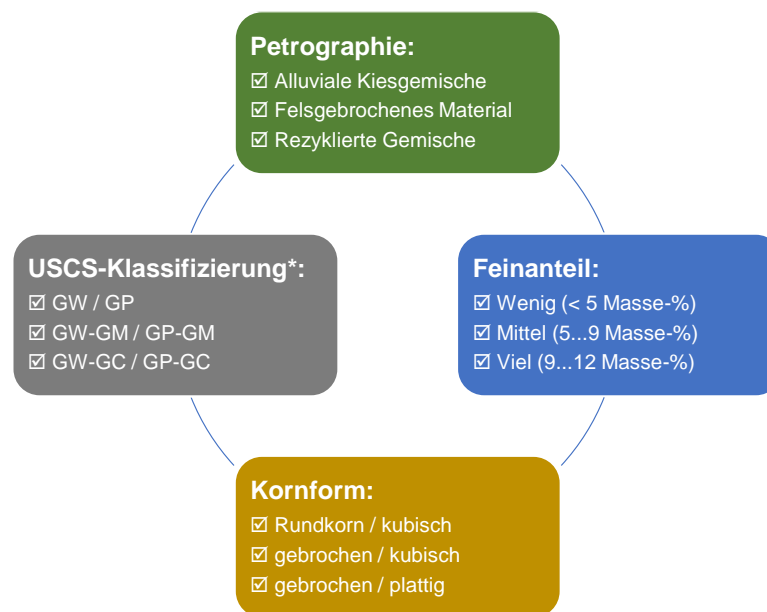 Petrographie:
☑ Alluviale Kiesgemische
☑ Felsgebrochenes Material
☑ Rezyklierte Gemische
USCS-Klassifizierung*:
☑ GW / GP
☑ GW-GM / GP-GM
☑ GW-GC / GP-GC
Feinanteil:
☑ Wenig (< 5 Masse-%)
☑ Mittel (5...9 Masse-%)
☑ Viel (9...12 Masse-%)
Kornform:
☑ Rundkorn / kubisch
☑ gebrochen / kubisch
☑ gebrochen / plattig